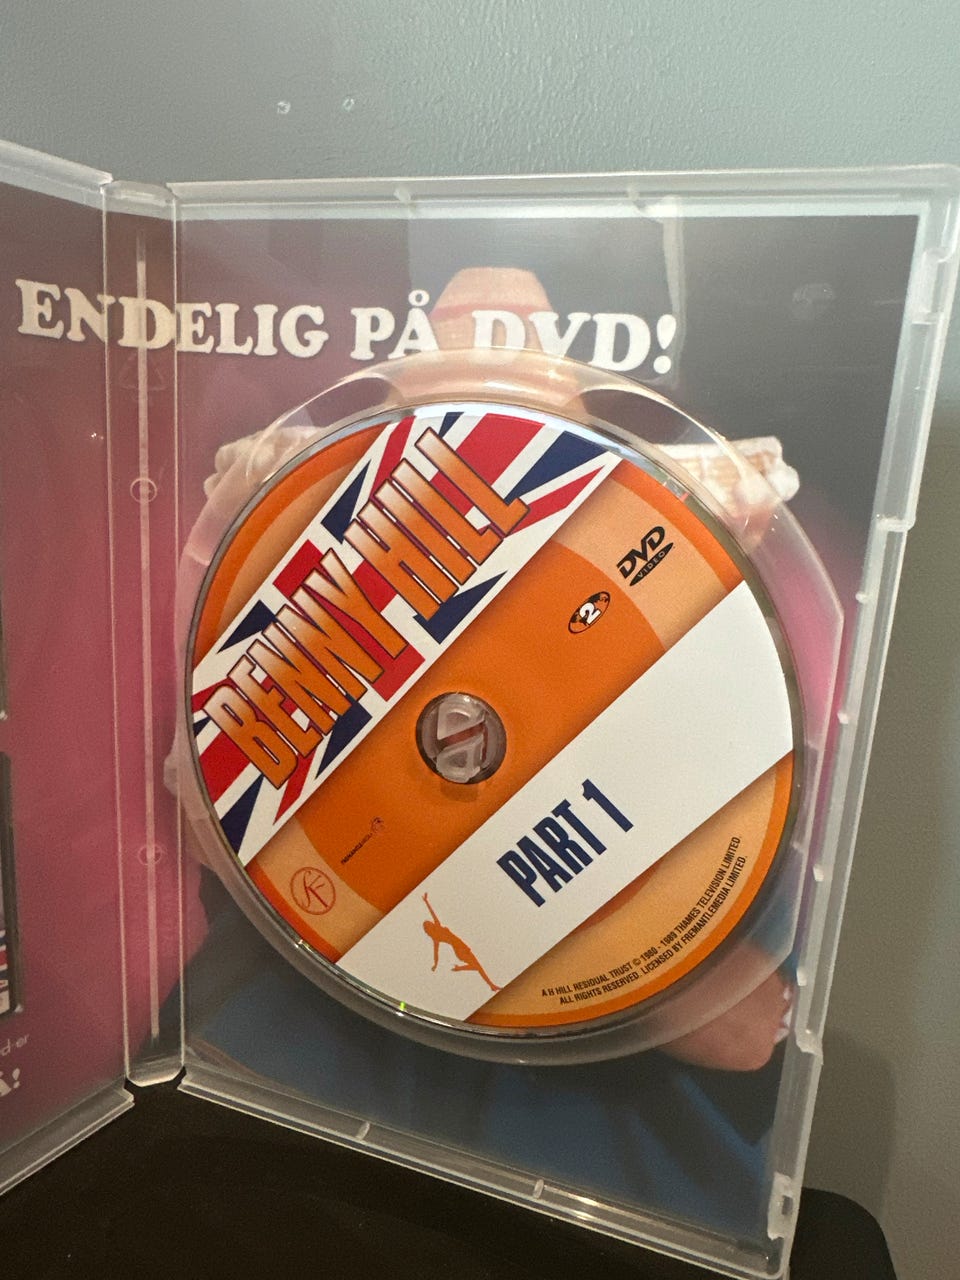 ENDELIG PÅ DVD!
BENNY HILL
DVD
VIDEO
2
PART 1
A H HILL RESIDUAL TRUST © 1980 - 1989 THAMES TELEVISION LIMITED.
ALL RIGHTS RESERVED. LICENSED BY FREMANTLEMEDIA LIMITED.
SF